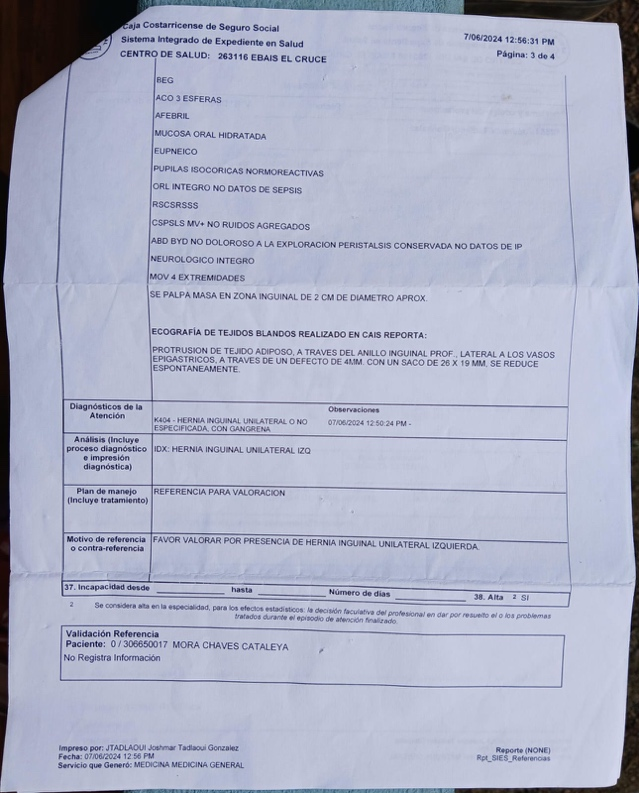 Caja Costarricense de Seguro Social
Sistema Integrado de Expediente en Salud
CENTRO DE SALUD: 263116 EBAIS EL CRUCE
7/06/2024 12:56:31 PM
Página: 3 de 4
BEG
ACO 3 ESFERAS
AFEBRIL
MUCOSA ORAL HIDRATADA
EUPNEICO
PUPILAS ISOCORICAS NORMOREACTIVAS
ORL INTEGRO NO DATOS DE SEPSIS
RSCSRSSS
CSPSLS MV+ NO RUIDOS AGREGADOS
ABD BYD NO DOLOROSO A LA EXPLORACION PERISTALSIS CONSERVADA NO DATOS DE IP
NEUROLOGICO INTEGRO
MOV 4 EXTREMIDADES
SE PALPA MASA EN ZONA INGUINAL DE 2 CM DE DIAMETRO APROX.
ECOGRAFÍA DE TEJIDOS BLANDOS REALIZADO EN CAIS REPORTA:
PROTRUSION DE TEJIDO ADIPOSO, A TRAVES DEL ANILLO INGUINAL PROF., LATERAL A LOS VASOS
EPIGASTRICOS, A TRAVES DE UN DEFECTO DE 4MM. CON UN SACO DE 26 X 19 MM, SE REDUCE
ESPONTANEAMENTE.
Diagnósticos de la
Atención
Observaciones
K404 - HERNIA INGUINAL UNILATERAL O NO
ESPECIFICADA, CON GANGRENA
07/06/2024 12:50:24 PM -
Análisis (Incluye
proceso diagnóstico
e impresión
diagnóstica)
IDX: HERNIA INGUINAL UNILATERAL IZQ
Plan de manejo
(Incluye tratamiento)
REFERENCIA PARA VALORACION
Motivo de referencia
o contra-referencia
FAVOR VALORAR POR PRESENCIA DE HERNIA INGUINAL UNILATERAL IZQUIERDA.
37. Incapacidad desde hasta Número de días 38. Alta 2 SI
2 Se considera alta en la especialidad, para los efectos estadísticos: la decisión facultativa del profesional en dar por resuelto el o los problemas
tratados durante el episodio de atención finalizado.
Validación Referencia
Paciente: 0 / 306650017 MORA CHAVES CATALEYA
No Registra Información
Impreso por: JTADLAOUI Joshmar Tadlaoui Gonzalez
Fecha: 07/06/2024 12:56 PM
Servicio que Generó: MEDICINA MEDICINA GENERAL
Reporte (NONE)
Rpt_SIES_Referencias